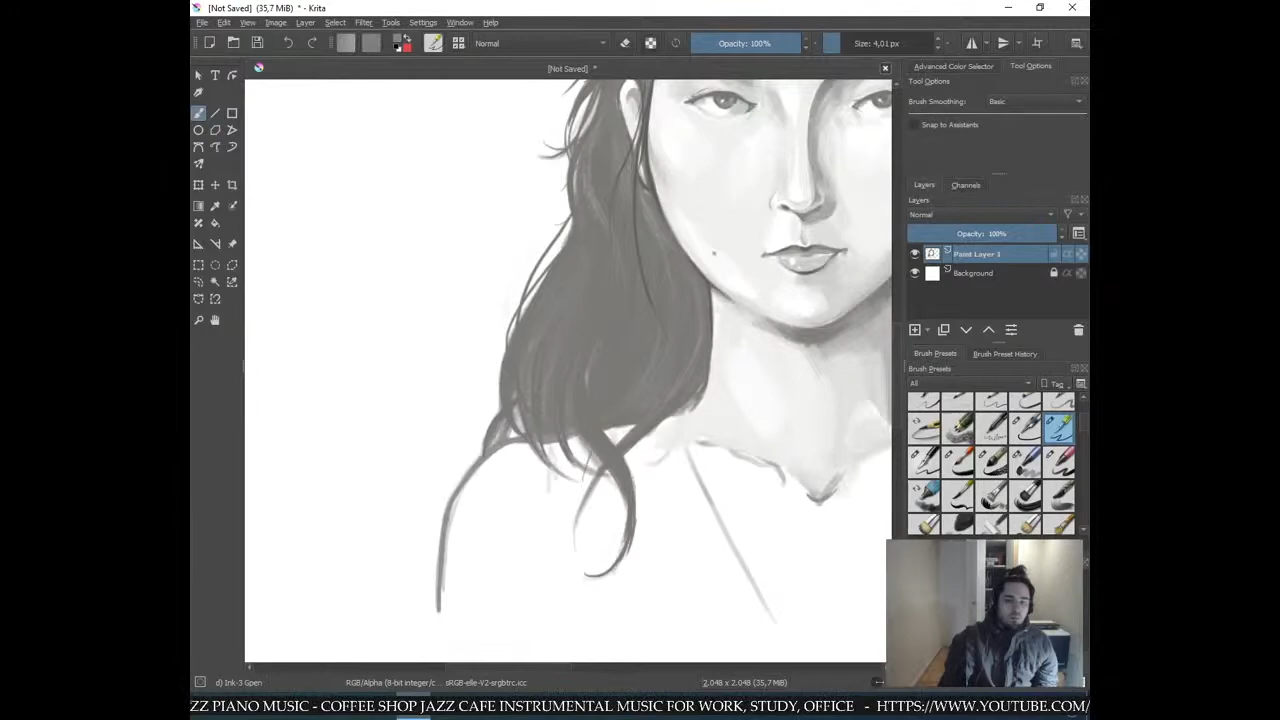 [Not Saved] (35,7 MiB) * - Krita
File Edit View Image Layer Select Filter Tools Settings Window Help
Normal Opacity: 100% Size: 4,01 px
[Not Saved] *
Advanced Color Selector Tool Options
Tool Options
Brush Smoothing: Basic
Snap to Assistants
Layers Channels
Layers
Normal
Opacity: 100%
Paint Layer 1
Background
Brush Presets Brush Preset History
Brush Presets
All Tag
d) Ink-3 Gpen RGB/Alpha (8-bit integer/c sRGB-elle-V2-srgbtrc.icc 2.048 x 2.048 (35,7 MiB)
ZZ PIANO MUSIC - COFFEE SHOP JAZZ CAFE INSTRUMENTAL MUSIC FOR WORK, STUDY, OFFICE - HTTPS://WWW.YOUTUBE.COM/